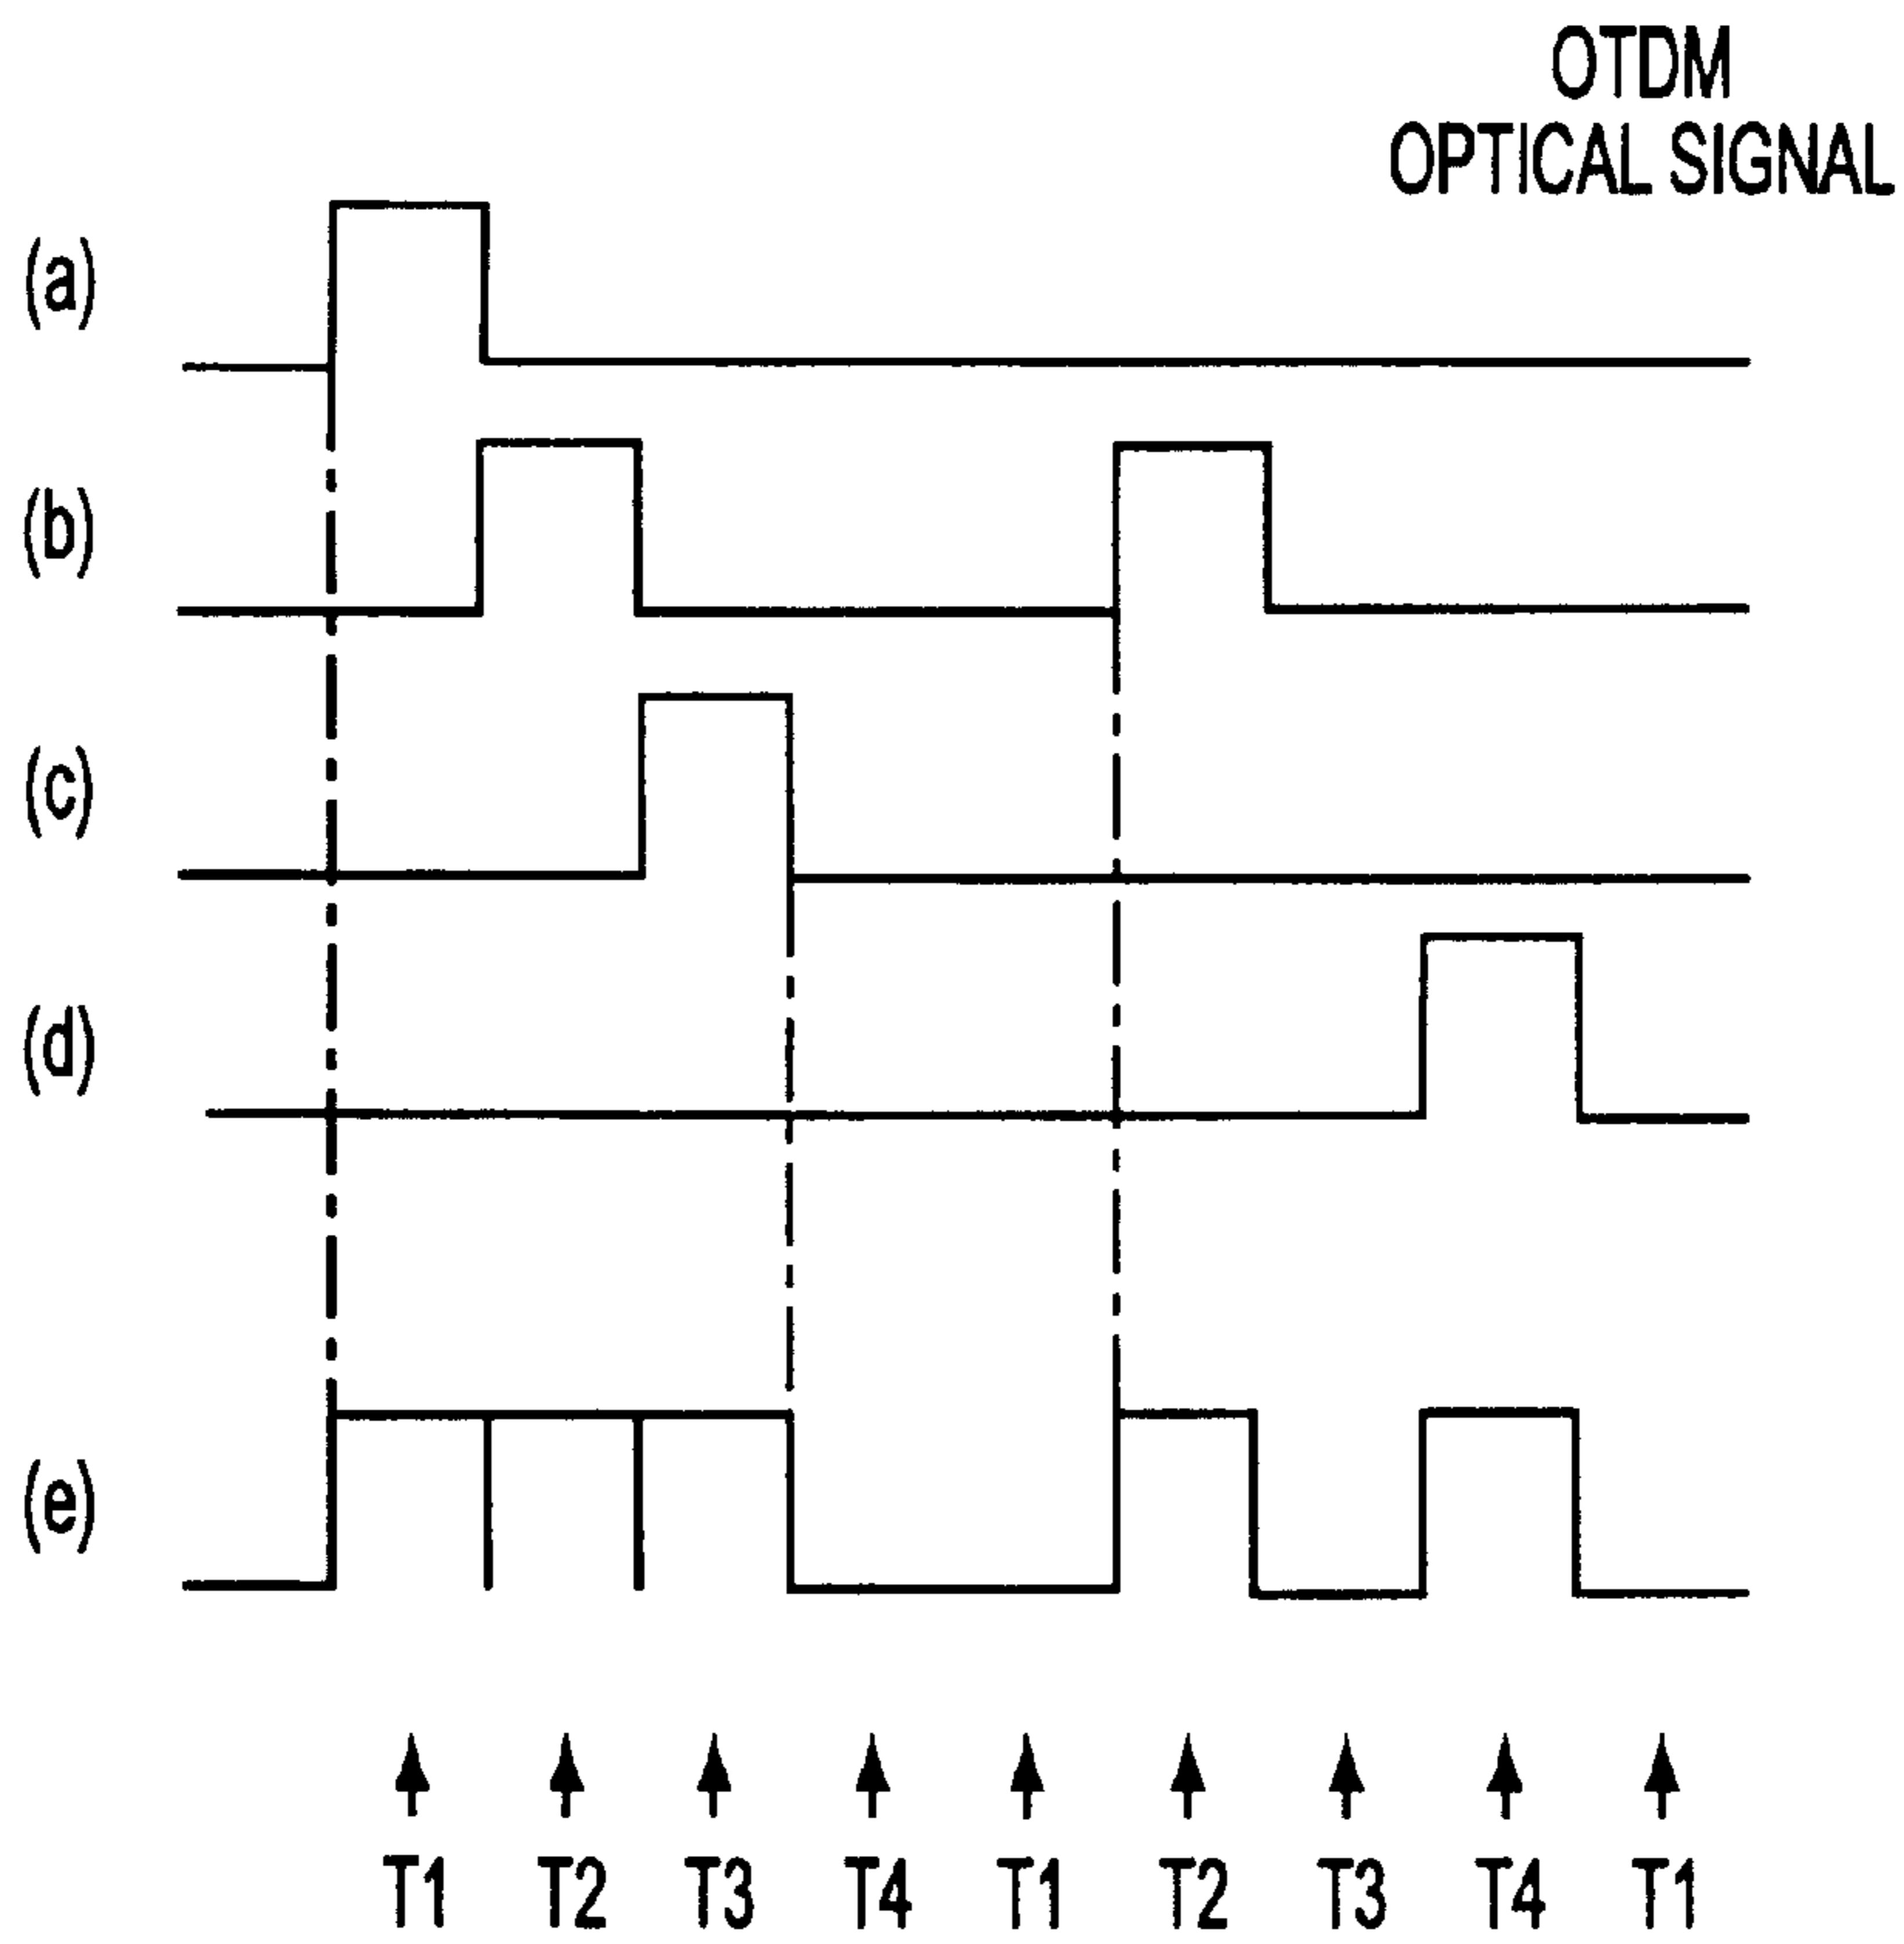 OTDM
OPTICAL SIGNAL
(a)
(b)
(c)
(d)
(e)
T1 T2 T3 T4 T1 T2 T3 T4 T1